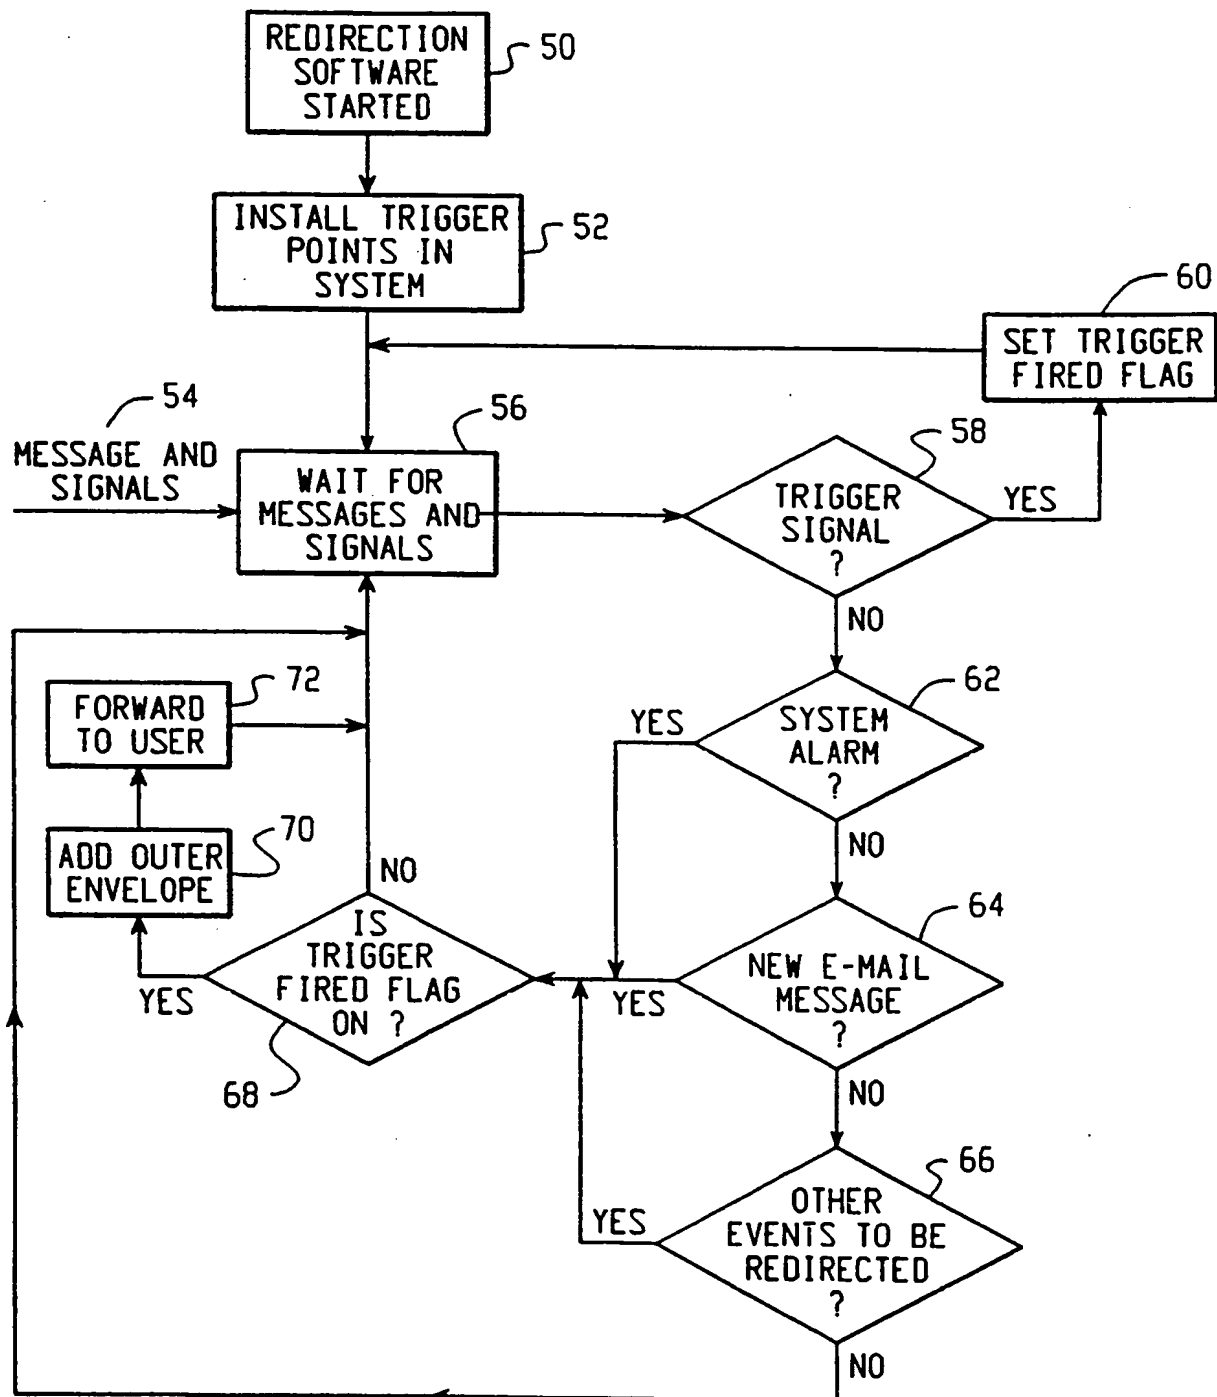 REDIRECTION
SOFTWARE
STARTED
50
INSTALL TRIGGER
POINTS IN
SYSTEM
52
60
SET TRIGGER
FIRED FLAG
54
MESSAGE AND
SIGNALS
56
WAIT FOR
MESSAGES AND
SIGNALS
58
TRIGGER
SIGNAL
?
YES
NO
62
SYSTEM
ALARM
?
YES
NO
72
FORWARD
TO USER
70
ADD OUTER
ENVELOPE
NO
64
NEW E-MAIL
MESSAGE
?
YES
NO
IS
TRIGGER
FIRED FLAG
ON ?
YES
68
66
OTHER
EVENTS TO BE
REDIRECTED
?
YES
NO